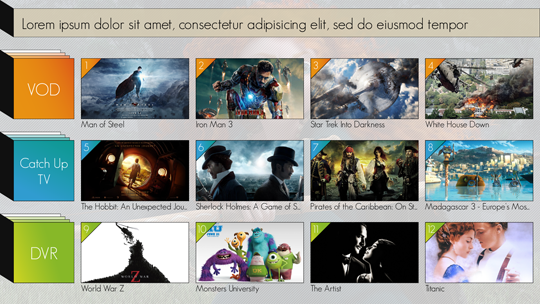 Lorem ipsum dolor sit amet, consectetur adipisicing elit, sed do eiusmod tempor
VOD
1
2
3
4
Man of Steel
Iron Man 3
Star Trek Into Darkness
White House Down
Catch Up
TV
5
6
7
8
The Hobbit: An Unexpected Jou...
Sherlock Holmes: A Game of S...
Pirates of the Caribbean: On St...
Madagascar 3 - Europe's Mos...
DVR
9
10
11
12
WORLD WAR
Z
World War Z
Monsters University
The Artist
Titanic